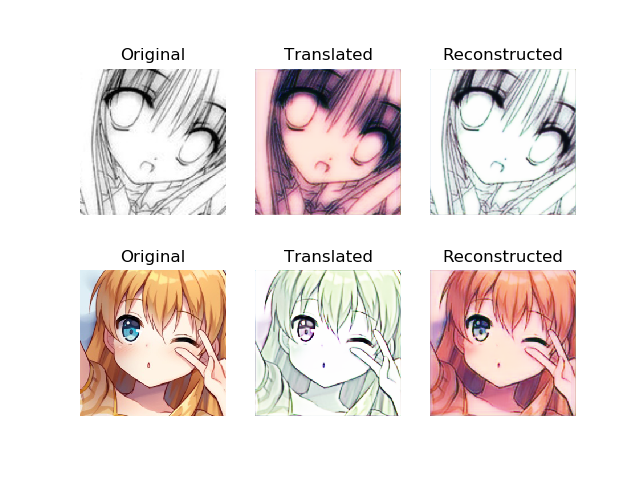 Original
Translated
Reconstructed
Original
Translated
Reconstructed